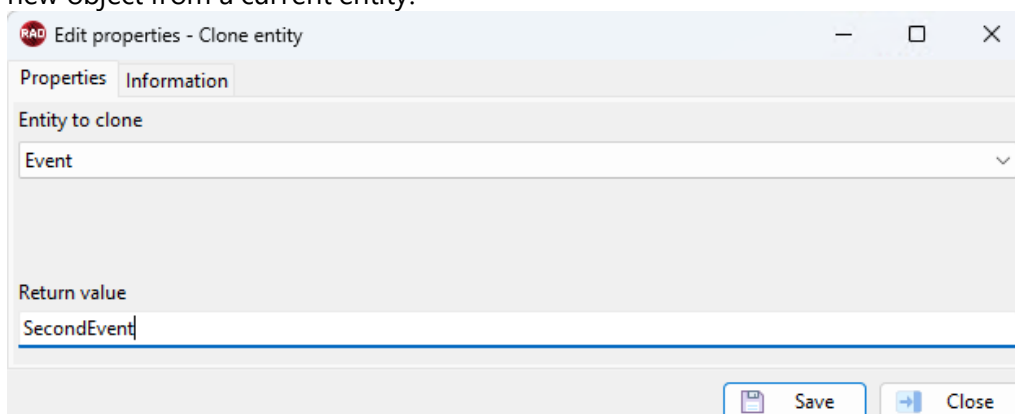 new object from a current entity.
RAD Edit properties - Clone entity
Properties Information
Entity to clone
Event
Return value
SecondEvent
Save Close